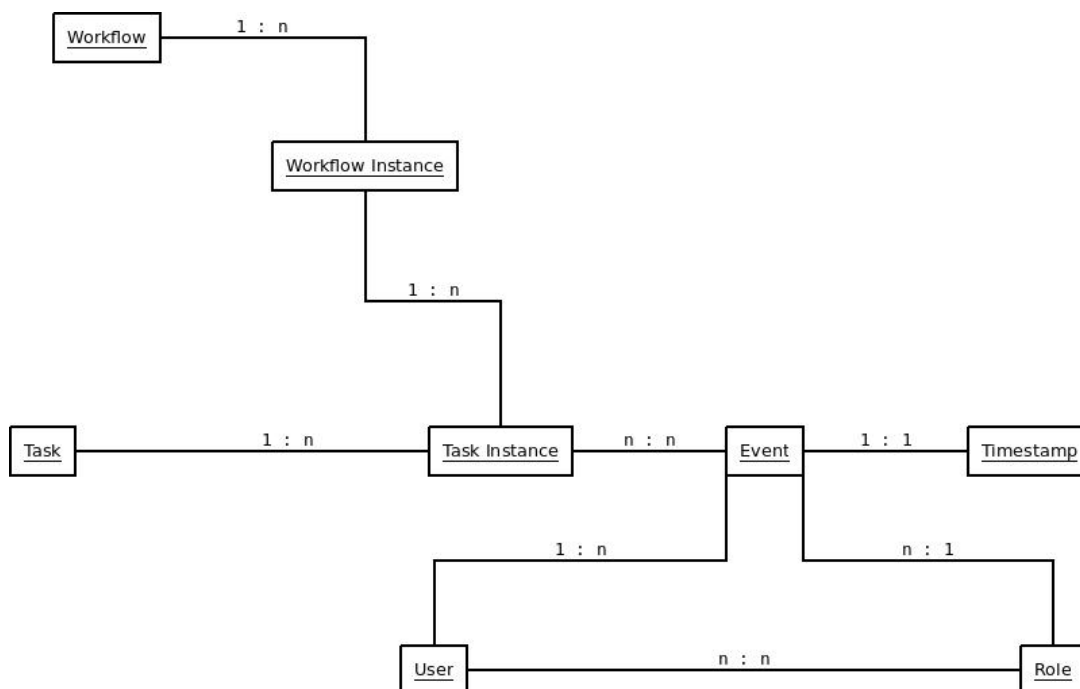 1 : n
Workflow
Workflow Instance
1 : n
Task
1 : n
Task Instance
n : n
Event
1 : 1
Timestamp
1 : n
n : 1
User
n : n
Role